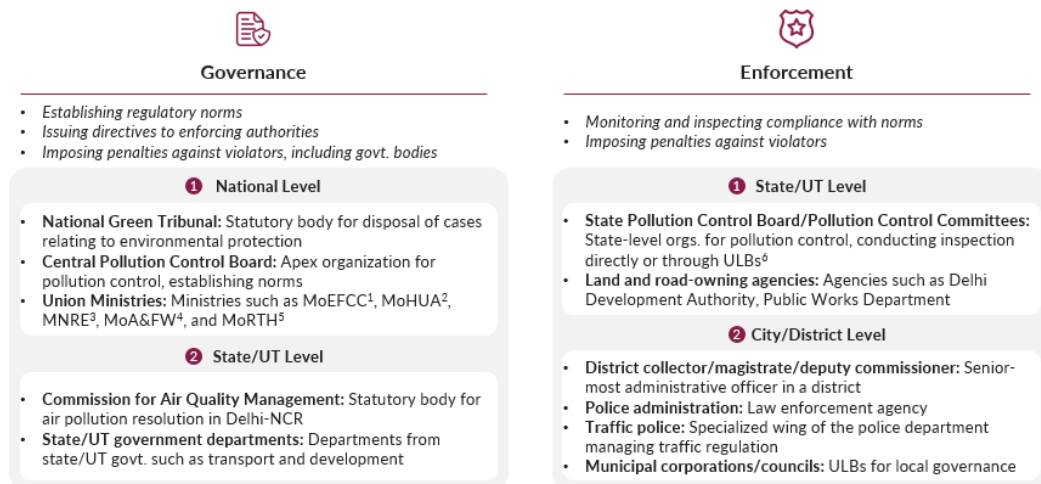 Governance
• Establishing regulatory norms
• Issuing directives to enforcing authorities
• Imposing penalties against violators, including govt. bodies
1 National Level
• National Green Tribunal: Statutory body for disposal of cases
relating to environmental protection
• Central Pollution Control Board: Apex organization for
pollution control, establishing norms
• Union Ministries: Ministries such as MoEFCC¹, MoHUA²,
MNRE³, MoA&FW⁴, and MoRTH⁵
2 State/UT Level
• Commission for Air Quality Management: Statutory body for
air pollution resolution in Delhi-NCR
• State/UT government departments: Departments from
state/UT govt. such as transport and development
Enforcement
• Monitoring and inspecting compliance with norms
• Imposing penalties against violators
1 State/UT Level
• State Pollution Control Board/Pollution Control Committees:
State-level orgs. for pollution control, conducting inspection
directly or through ULBs⁶
• Land and road-owning agencies: Agencies such as Delhi
Development Authority, Public Works Department
2 City/District Level
• District collector/magistrate/deputy commissioner: Senior-
most administrative officer in a district
• Police administration: Law enforcement agency
• Traffic police: Specialized wing of the police department
managing traffic regulation
• Municipal corporations/councils: ULBs for local governance